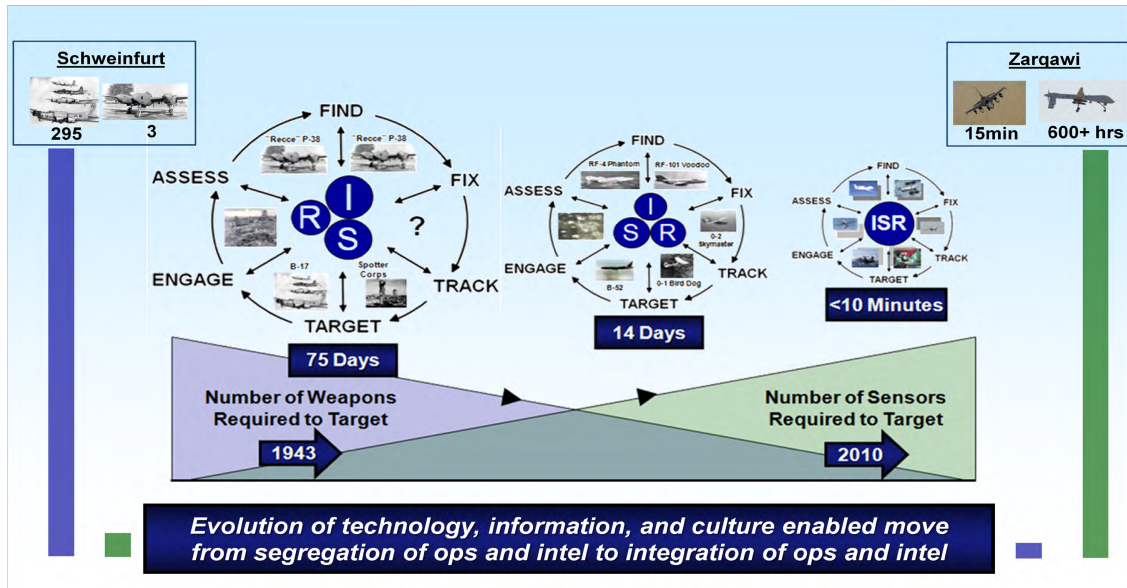 Schweinfurt
295
3
Zarqawi
15min
600+ hrs
FIND
"Recce" P-38
"Recce" P-38
ASSESS
FIX
I
R
S
?
B-17
Spotter
Corps
ENGAGE
TRACK
TARGET
75 Days
FIND
RF-4 Phantom
RF-101 Voodoo
ASSESS
FIX
I
S
R
0-2
Skymaster
ENGAGE
TRACK
B-52
0-1 Bird Dog
TARGET
14 Days
FIND
ASSESS
FIX
ISR
ENGAGE
TRACK
TARGET
<10 Minutes
Number of Weapons
Required to Target
1943
Number of Sensors
Required to Target
2010
Evolution of technology, information, and culture enabled move
from segregation of ops and intel to integration of ops and intel